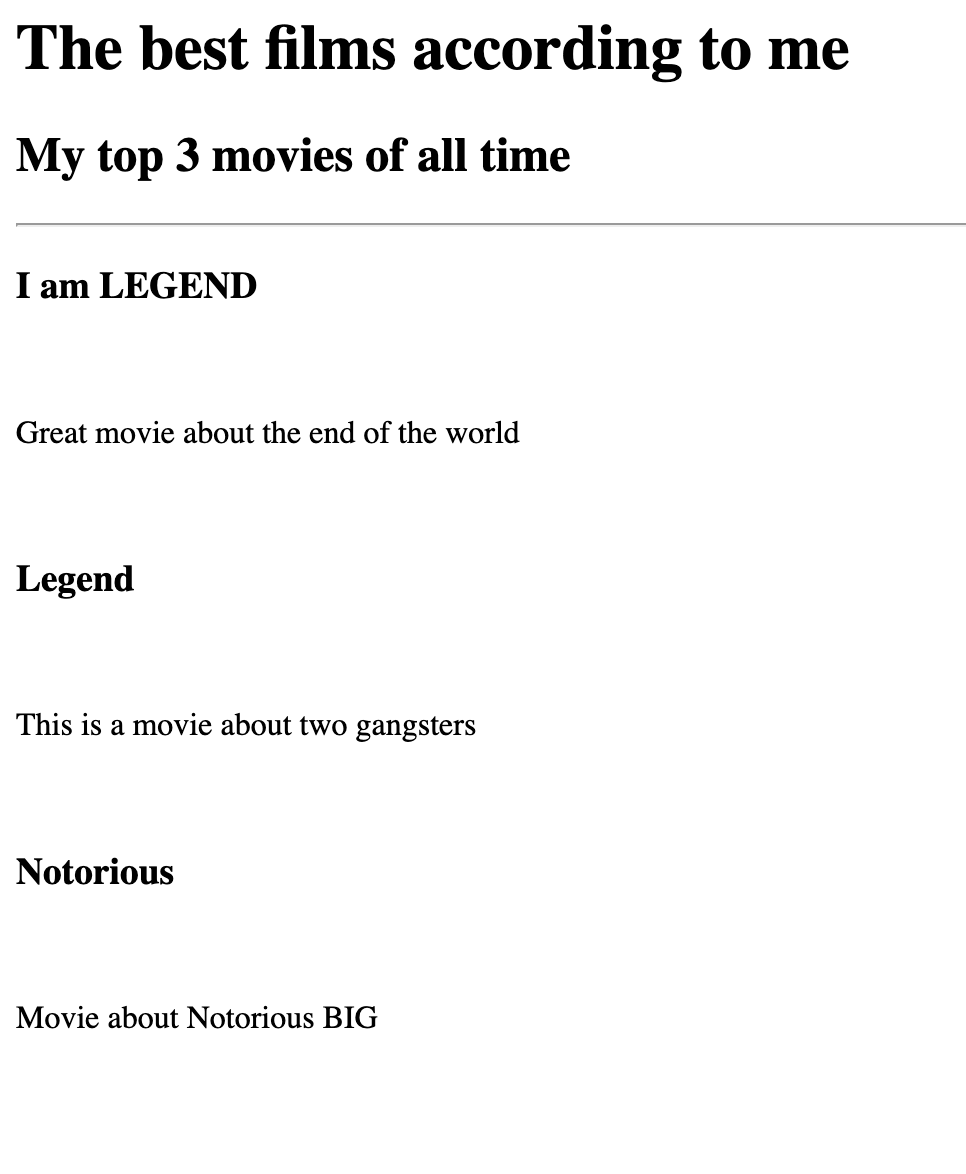 The best films according to me
My top 3 movies of all time
I am LEGEND
Great movie about the end of the world
Legend
This is a movie about two gangsters
Notorious
Movie about Notorious BIG